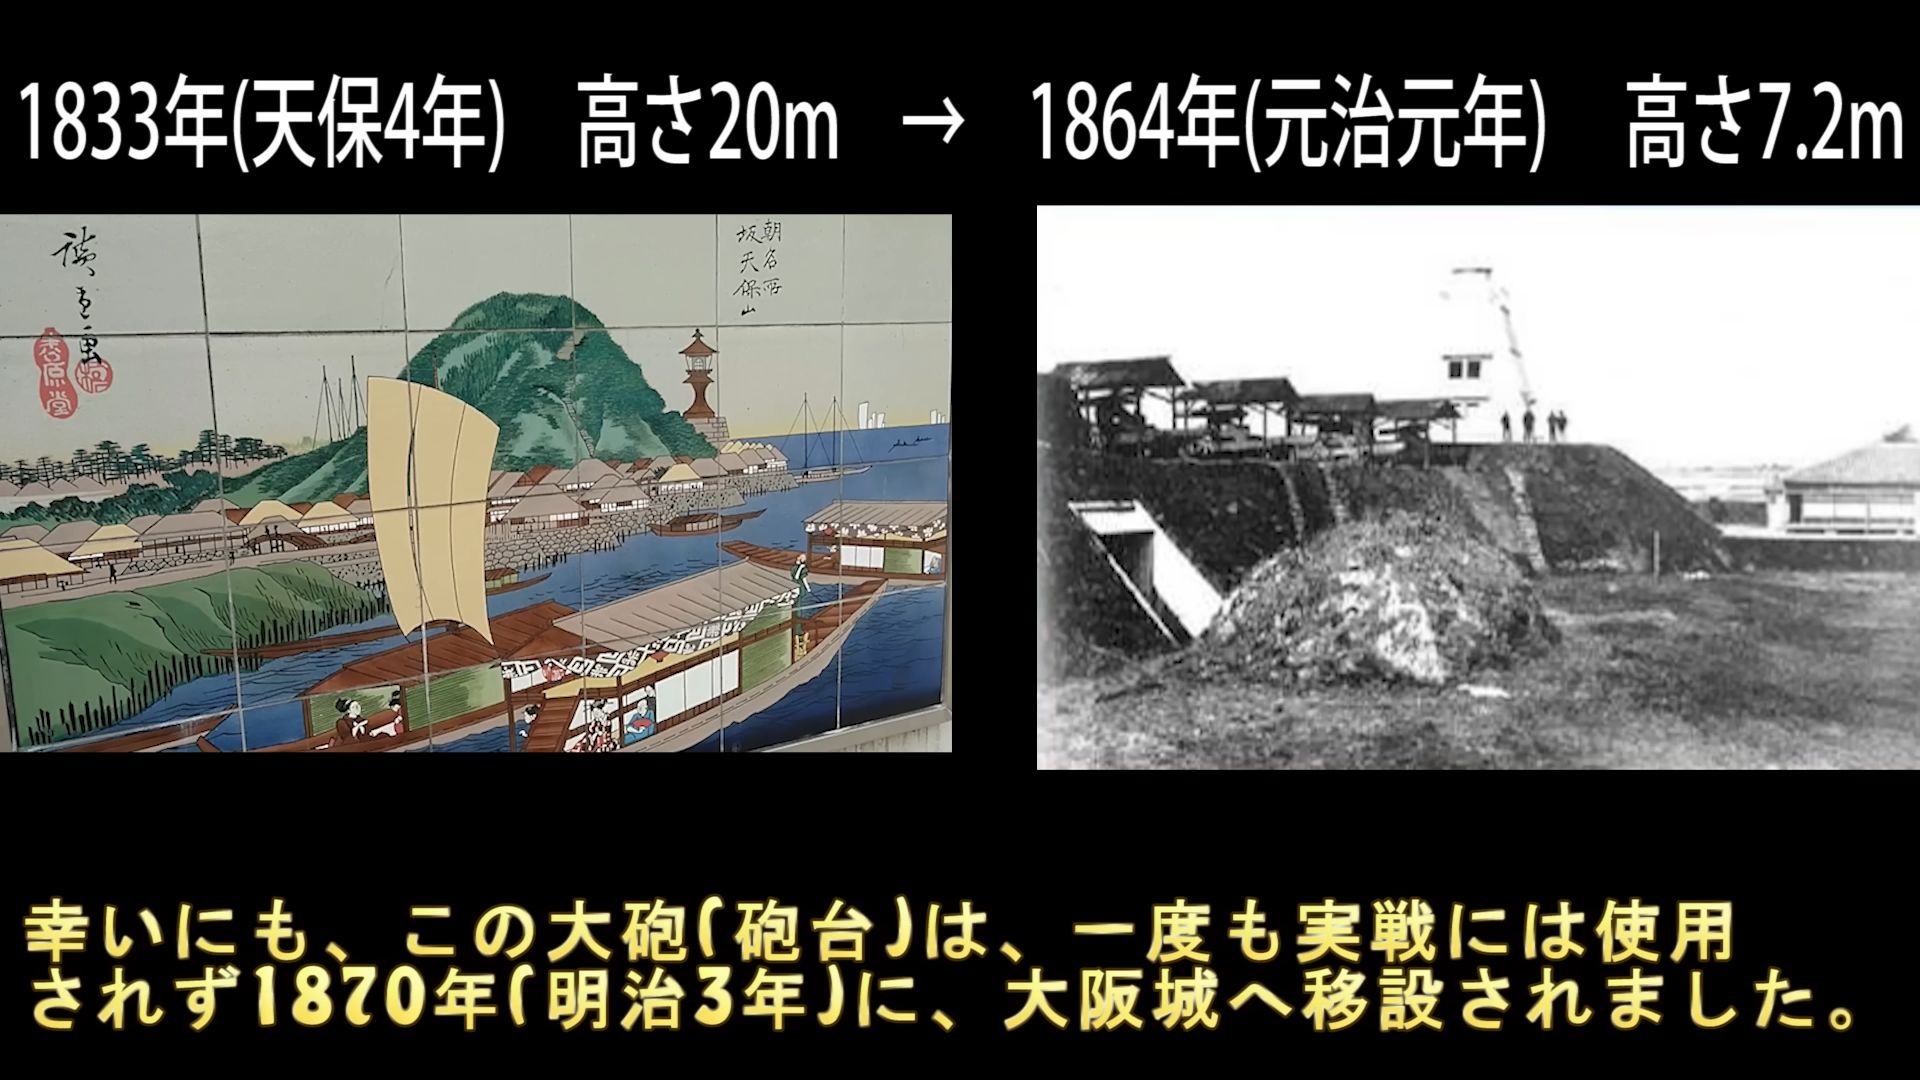 1833年(天保4年)　高さ20m　→　1864年(元治元年)　高さ7.2m
朝名所
坂天保山
幸いにも、この大砲(砲台)は、一度も実戦には使用
されず1870年(明治3年)に、大阪城へ移設されました。